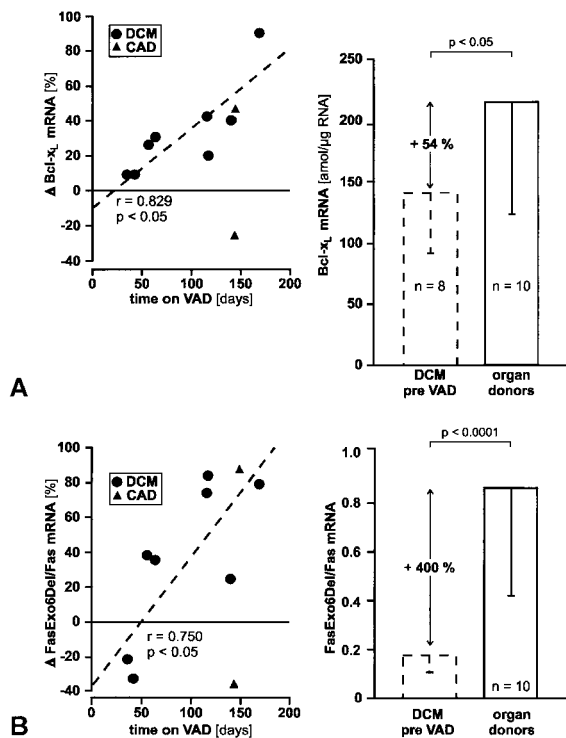 A
Δ Bcl-xL mRNA [%]
100
80
60
40
20
0
-20
-40
● DCM
▲ CAD
r = 0.829
p < 0.05
0 50 100 150 200
time on VAD [days]
p < 0.05
Bcl-xL mRNA [amol/µg RNA]
250
200
150
100
50
0
+ 54 %
n = 8
n = 10
DCM
pre VAD
organ
donors
B
Δ FasExo6Del/Fas mRNA [%]
100
80
60
40
20
0
-20
-40
● DCM
▲ CAD
r = 0.750
p < 0.05
0 50 100 150 200
time on VAD [days]
p < 0.0001
FasExo6Del/Fas mRNA
1.0
0.8
0.6
0.4
0.2
0.0
+ 400 %
n = 10
DCM
pre VAD
organ
donors